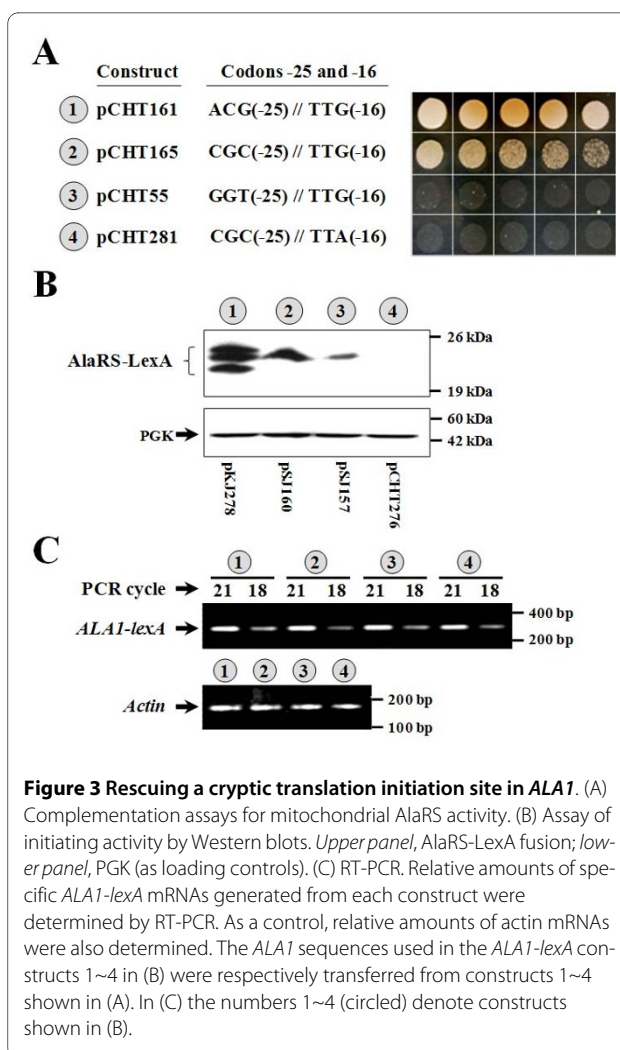 A
Construct Codons -25 and -16
1 pCHT161 ACG(-25) // TTG(-16)
2 pCHT165 CGC(-25) // TTG(-16)
3 pCHT55 GGT(-25) // TTG(-16)
4 pCHT281 CGC(-25) // TTA(-16)
B
1 2 3 4
AlaRS-LexA
26 kDa
19 kDa
PGK
60 kDa
42 kDa
pKJ278 pSJ160 pSJ157 pCHT276
C
1 2 3 4
PCR cycle 21 18 21 18 21 18 21 18
ALA1-lexA
400 bp
200 bp
1 2 3 4
Actin
200 bp
100 bp
Figure 3 Rescuing a cryptic translation initiation site in ALA1. (A)
Complementation assays for mitochondrial AlaRS activity. (B) Assay of
initiating activity by Western blots. Upper panel, AlaRS-LexA fusion; low-
er panel, PGK (as loading controls). (C) RT-PCR. Relative amounts of spe-
cific ALA1-lexA mRNAs generated from each construct were
determined by RT-PCR. As a control, relative amounts of actin mRNAs
were also determined. The ALA1 sequences used in the ALA1-lexA con-
structs 1~4 in (B) were respectively transferred from constructs 1~4
shown in (A). In (C) the numbers 1~4 (circled) denote constructs
shown in (B).